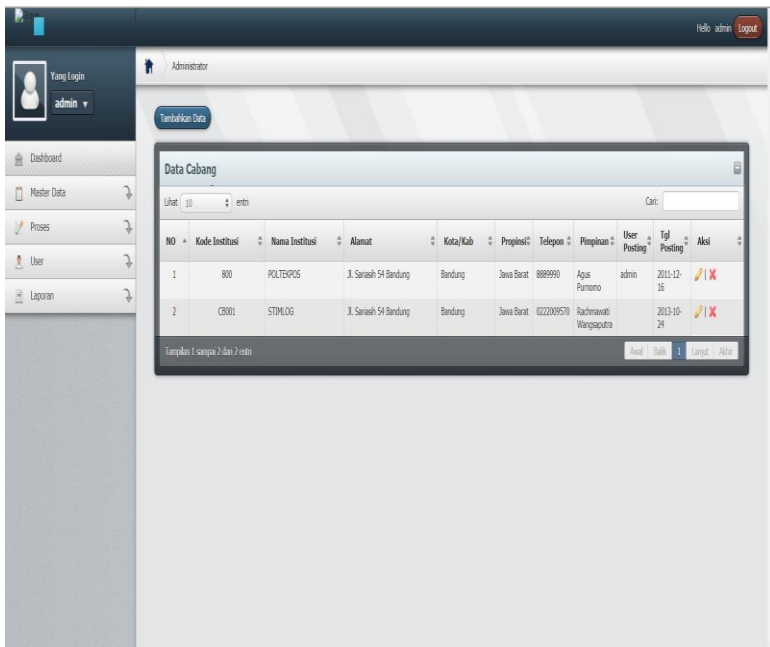 Hello admin Logout
Yang Login
admin
Administrator
Tambahkan Data
Dashboard
Master Data
Proses
User
Laporan
Data Cabang
Lihat 10 entri
Cari:
NO Kode Institusi Nama Institusi Alamat Kota/Kab Propinsi Telepon Pimpinan User Posting Tgl Posting Aksi
1 800 POLTEKPOS Jl. Sariasih 54 Bandung Bandung Jawa Barat 8889990 Agus Purnomo admin 2011-12-16 |
2 CB001 STIMLOG Jl. Sariasih 54 Bandung Bandung Jawa Barat 0222009570 Rachmawati Wangsaputra 2013-10-24 |
Tampilan 1 sampai 2 dari 2 entri
Awal Balik 1 Lanjut Akhir